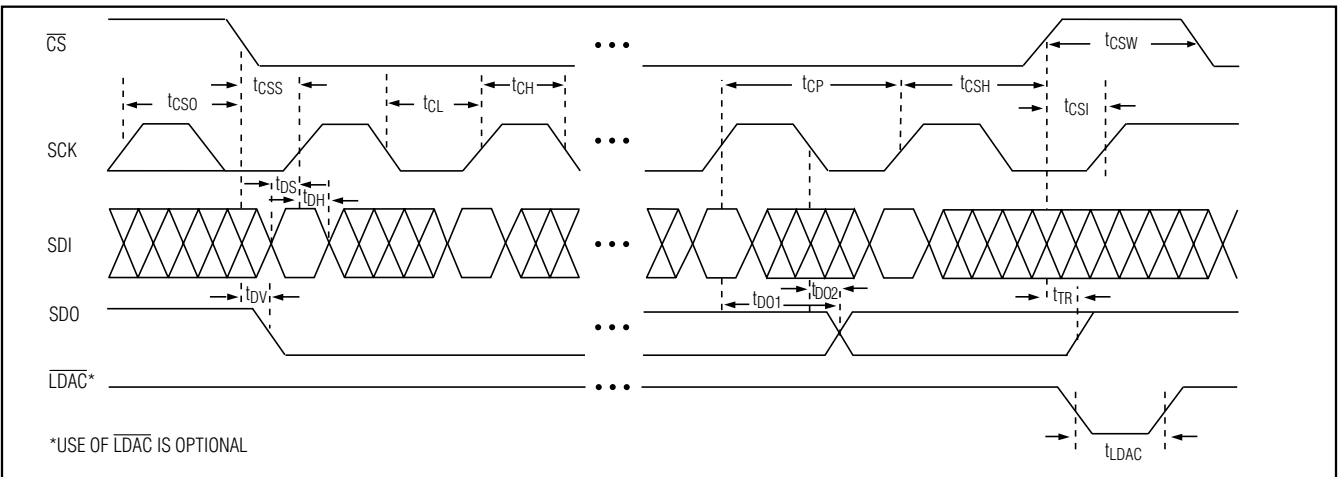 CS
tCSW
tCSO
tCSS
tCL
tCH
tCP
tCSH
tCSI
SCK
tDS
tDH
SDI
tDV
tDO1
tDO2
tTR
SDO
LDAC*
tLDAC
*USE OF LDAC IS OPTIONAL